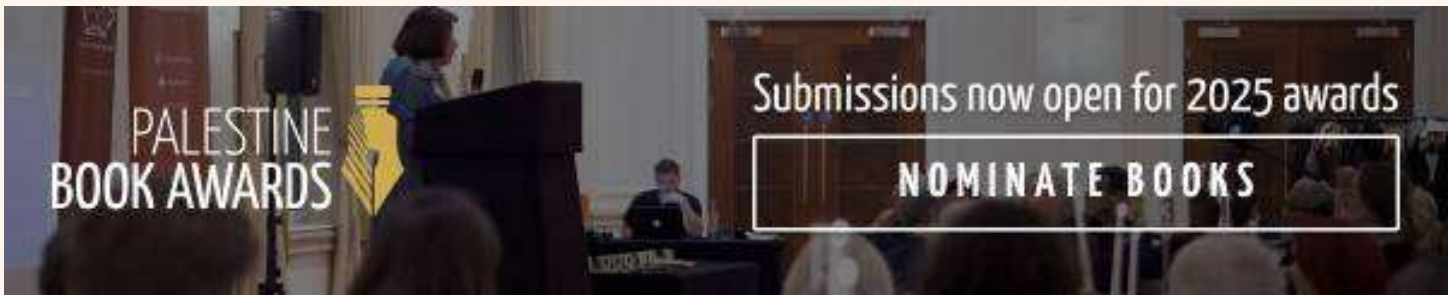 PALESTINE
BOOK AWARDS
Submissions now open for 2025 awards
NOMINATE BOOKS